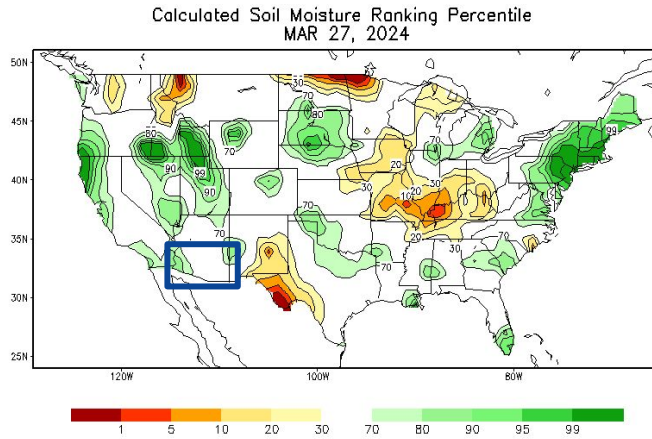 Calculated Soil Moisture Ranking Percentile
MAR 27, 2024
50N
30
70
80
45N
80
70
99
70
90
20
40N
99
30
90
30
10
20
70
70
20
35N
70
70
30N
25N
120W
100W
80W
1 5 10 20 30 70 80 90 95 99